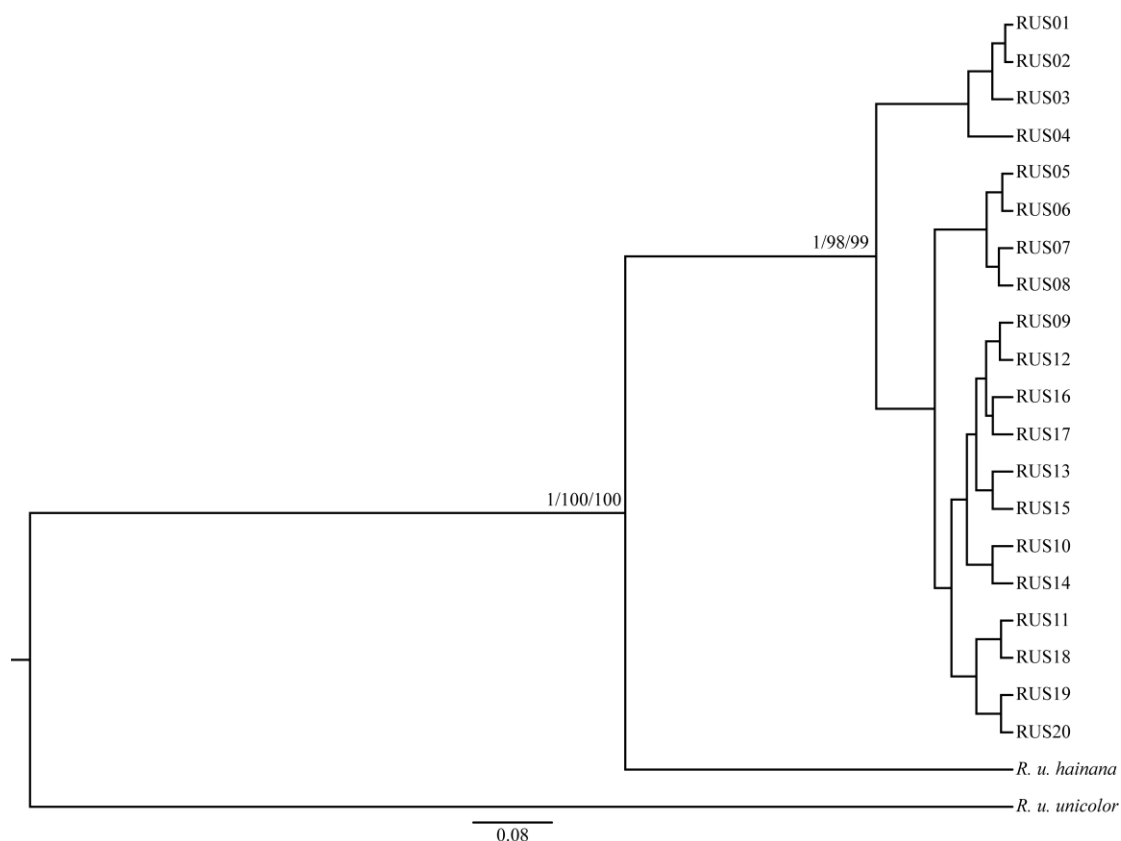 RUS01
RUS02
RUS03
RUS04
RUS05
RUS06
1/98/99
RUS07
RUS08
RUS09
RUS12
RUS16
RUS17
RUS13
1/100/100
RUS15
RUS10
RUS14
RUS11
RUS18
RUS19
RUS20
R. u. hainana
R. u. unicolor
0.08